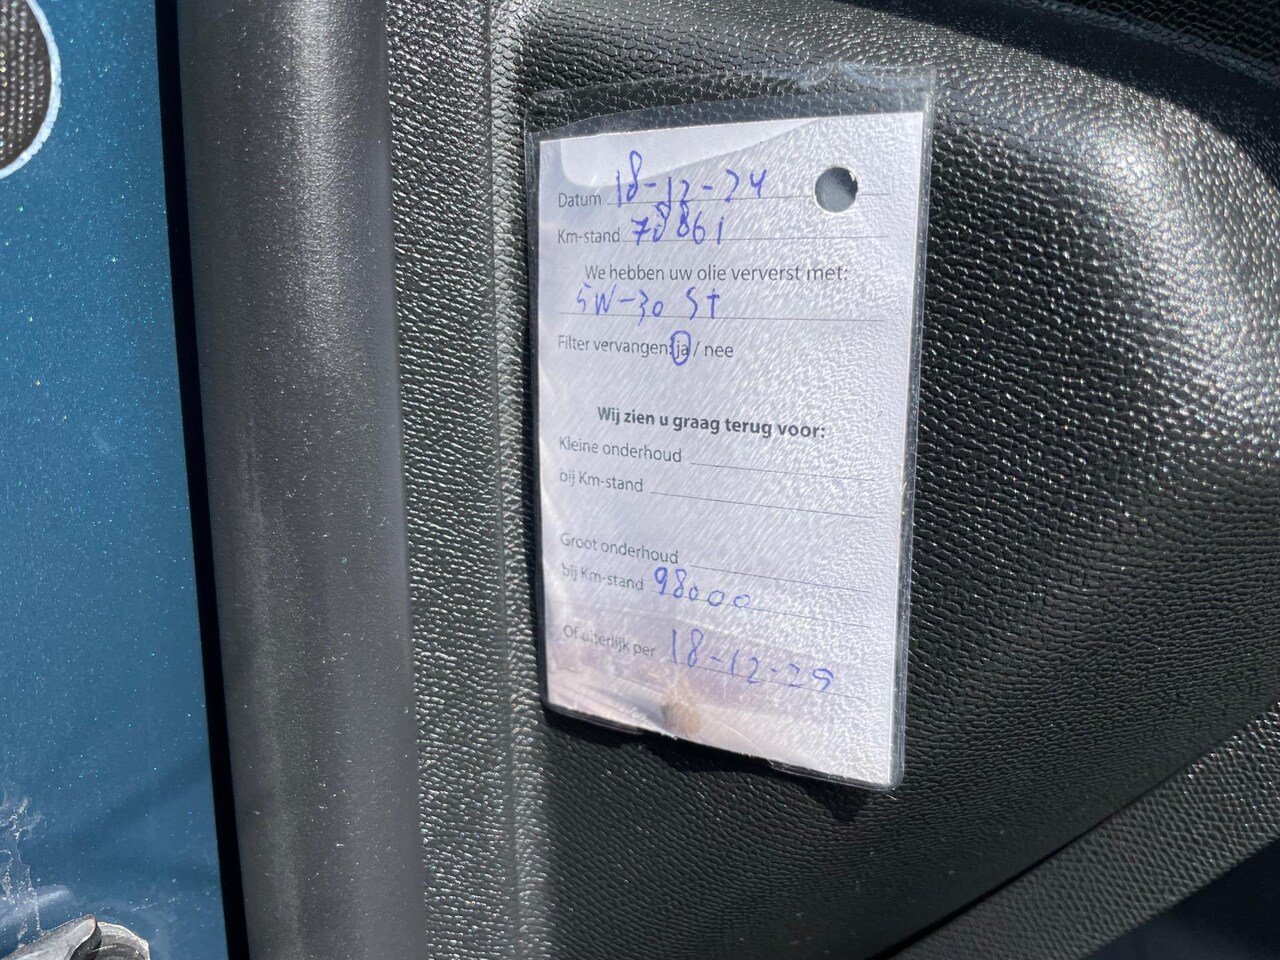 Datum 18-12-24
Km-stand 78861
We hebben uw olie ververst met:
5W-30 St
Filter vervangen: ja / nee
Wij zien u graag terug voor:
Kleine onderhoud
bij Km-stand
Groot onderhoud
bij Km-stand 98000
Of uiterlijk per 18-12-25